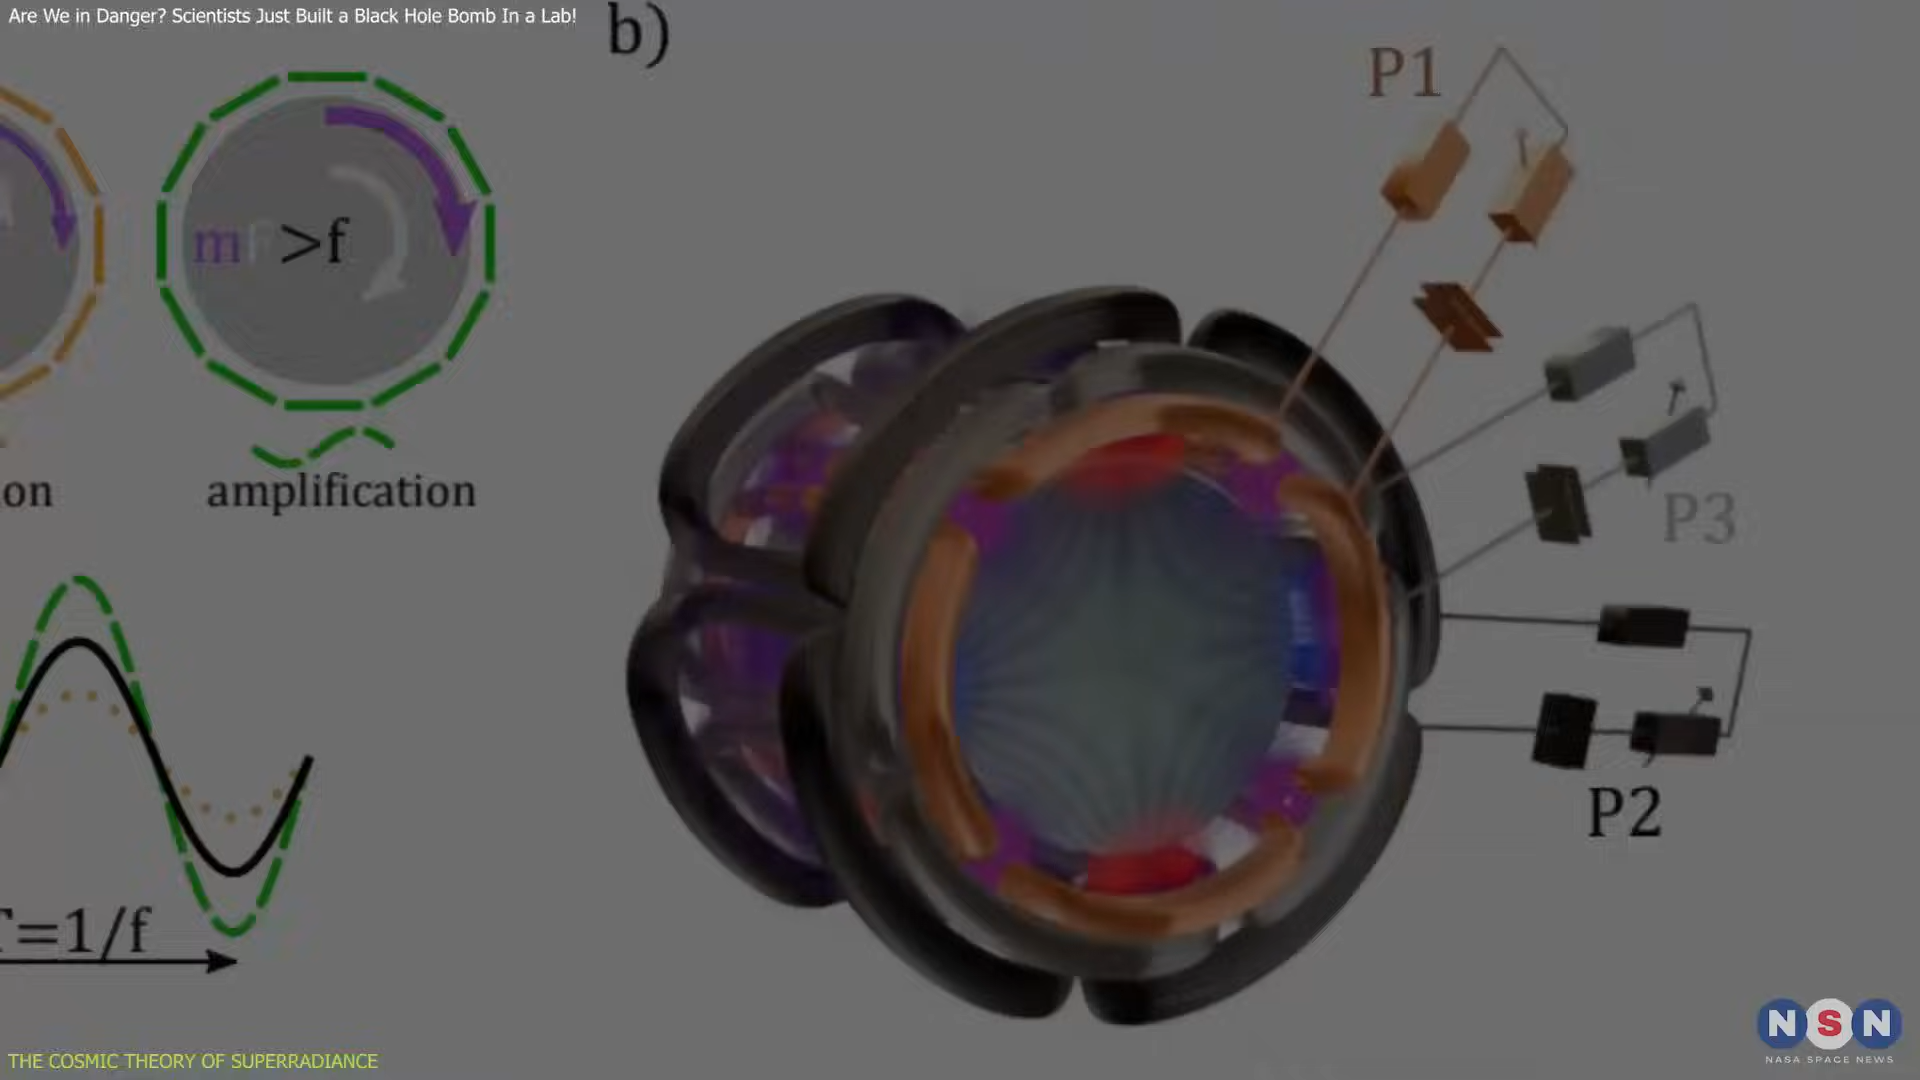 Are We in Danger? Scientists Just Built a Black Hole Bomb In a Lab!
b)
P1
mF >f
on
amplification
P3
P2
T=1/f
THE COSMIC THEORY OF SUPERRADIANCE
NSN
NASA SPACE NEWS